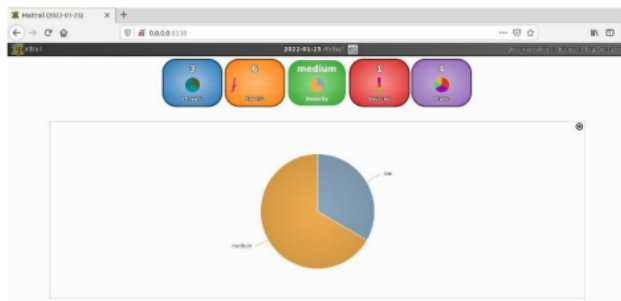 Maltrail (2022-01-25)
0.0.0.0:8338
2022-01-25 (today)
3
Threats
6
Events
medium
Severity
1
Sources
4
Trails
low
medium